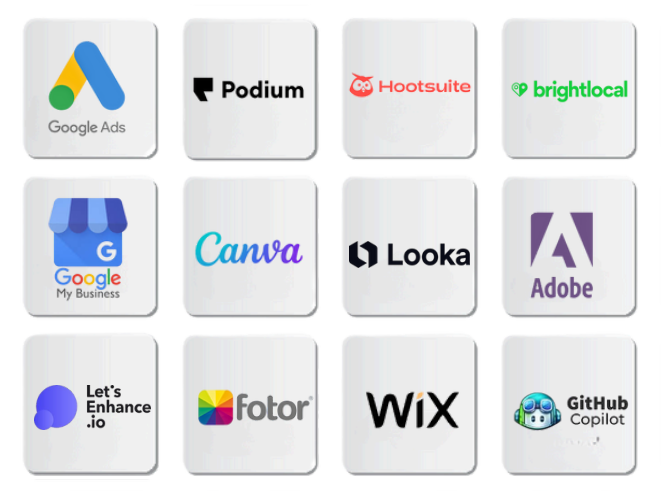 Google Ads
Podium
Hootsuite
brightlocal
G
Google
My Business
Canva
Looka
Adobe
Let's
Enhance
.io
fotor®
WiX
GitHub
Copilot